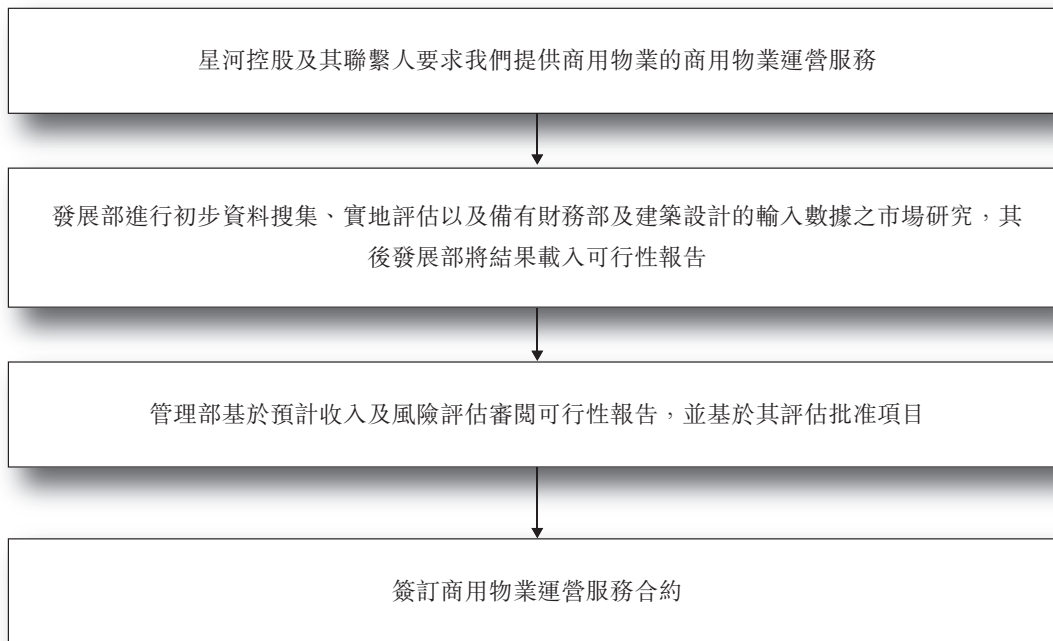 星河控股及其聯繫人要求我們提供商用物業的商用物業運營服務
發展部進行初步資料搜集、實地評估以及備有財務部及建築設計的輸入數據之市場研究，其
後發展部將結果載入可行性報告
管理部基於預計收入及風險評估審閲可行性報告，並基於其評估批准項目
簽訂商用物業運營服務合約